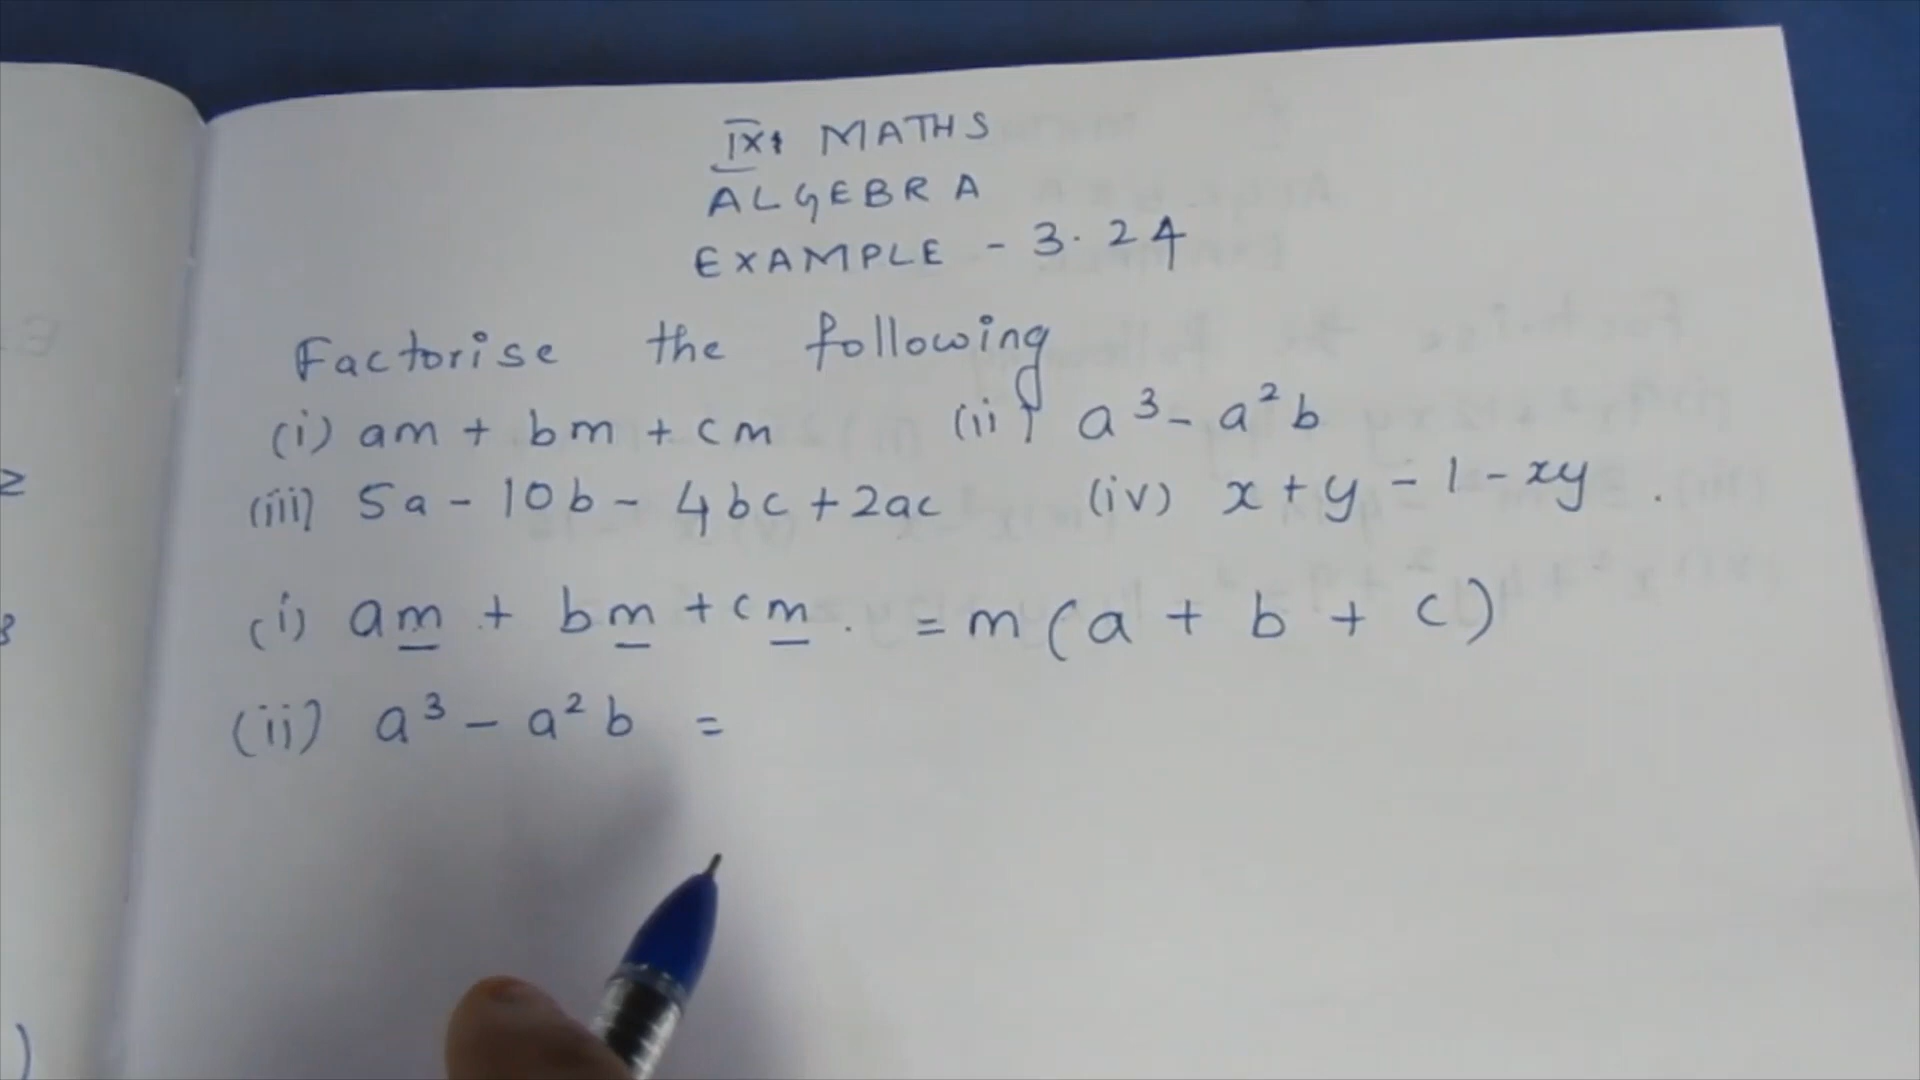 IX MATHS
ALGEBRA
EXAMPLE - 3.24
Factorise the following
(i) am + bm + cm (ii) a³ - a²b
(iii) 5a - 10b - 4bc + 2ac (iv) x + y - 1 - xy .
(i) am + bm + cm . = m(a + b + c)
(ii) a³ - a²b =